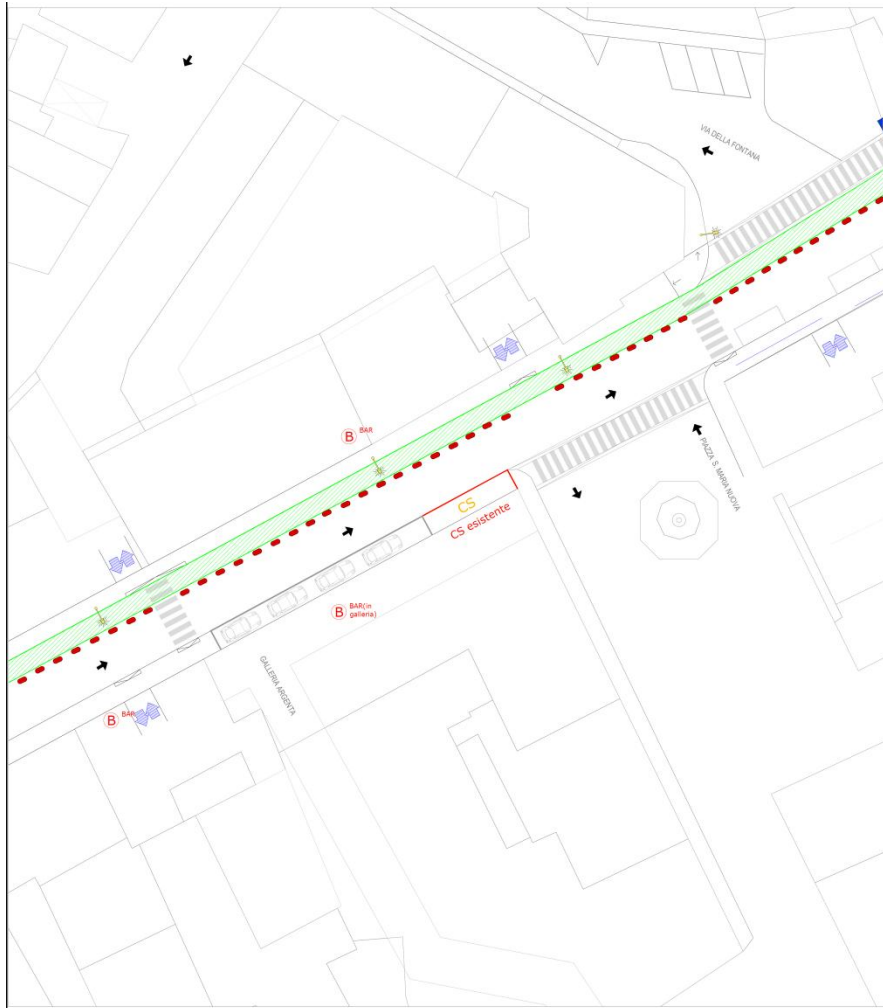 VIA DELLA FONTANA
B BAR
CS
CS esistente
PIAZZA S. MARIA NUOVA
B BAR(in
galleria)
GALLERIA ARGENTA
B BAR